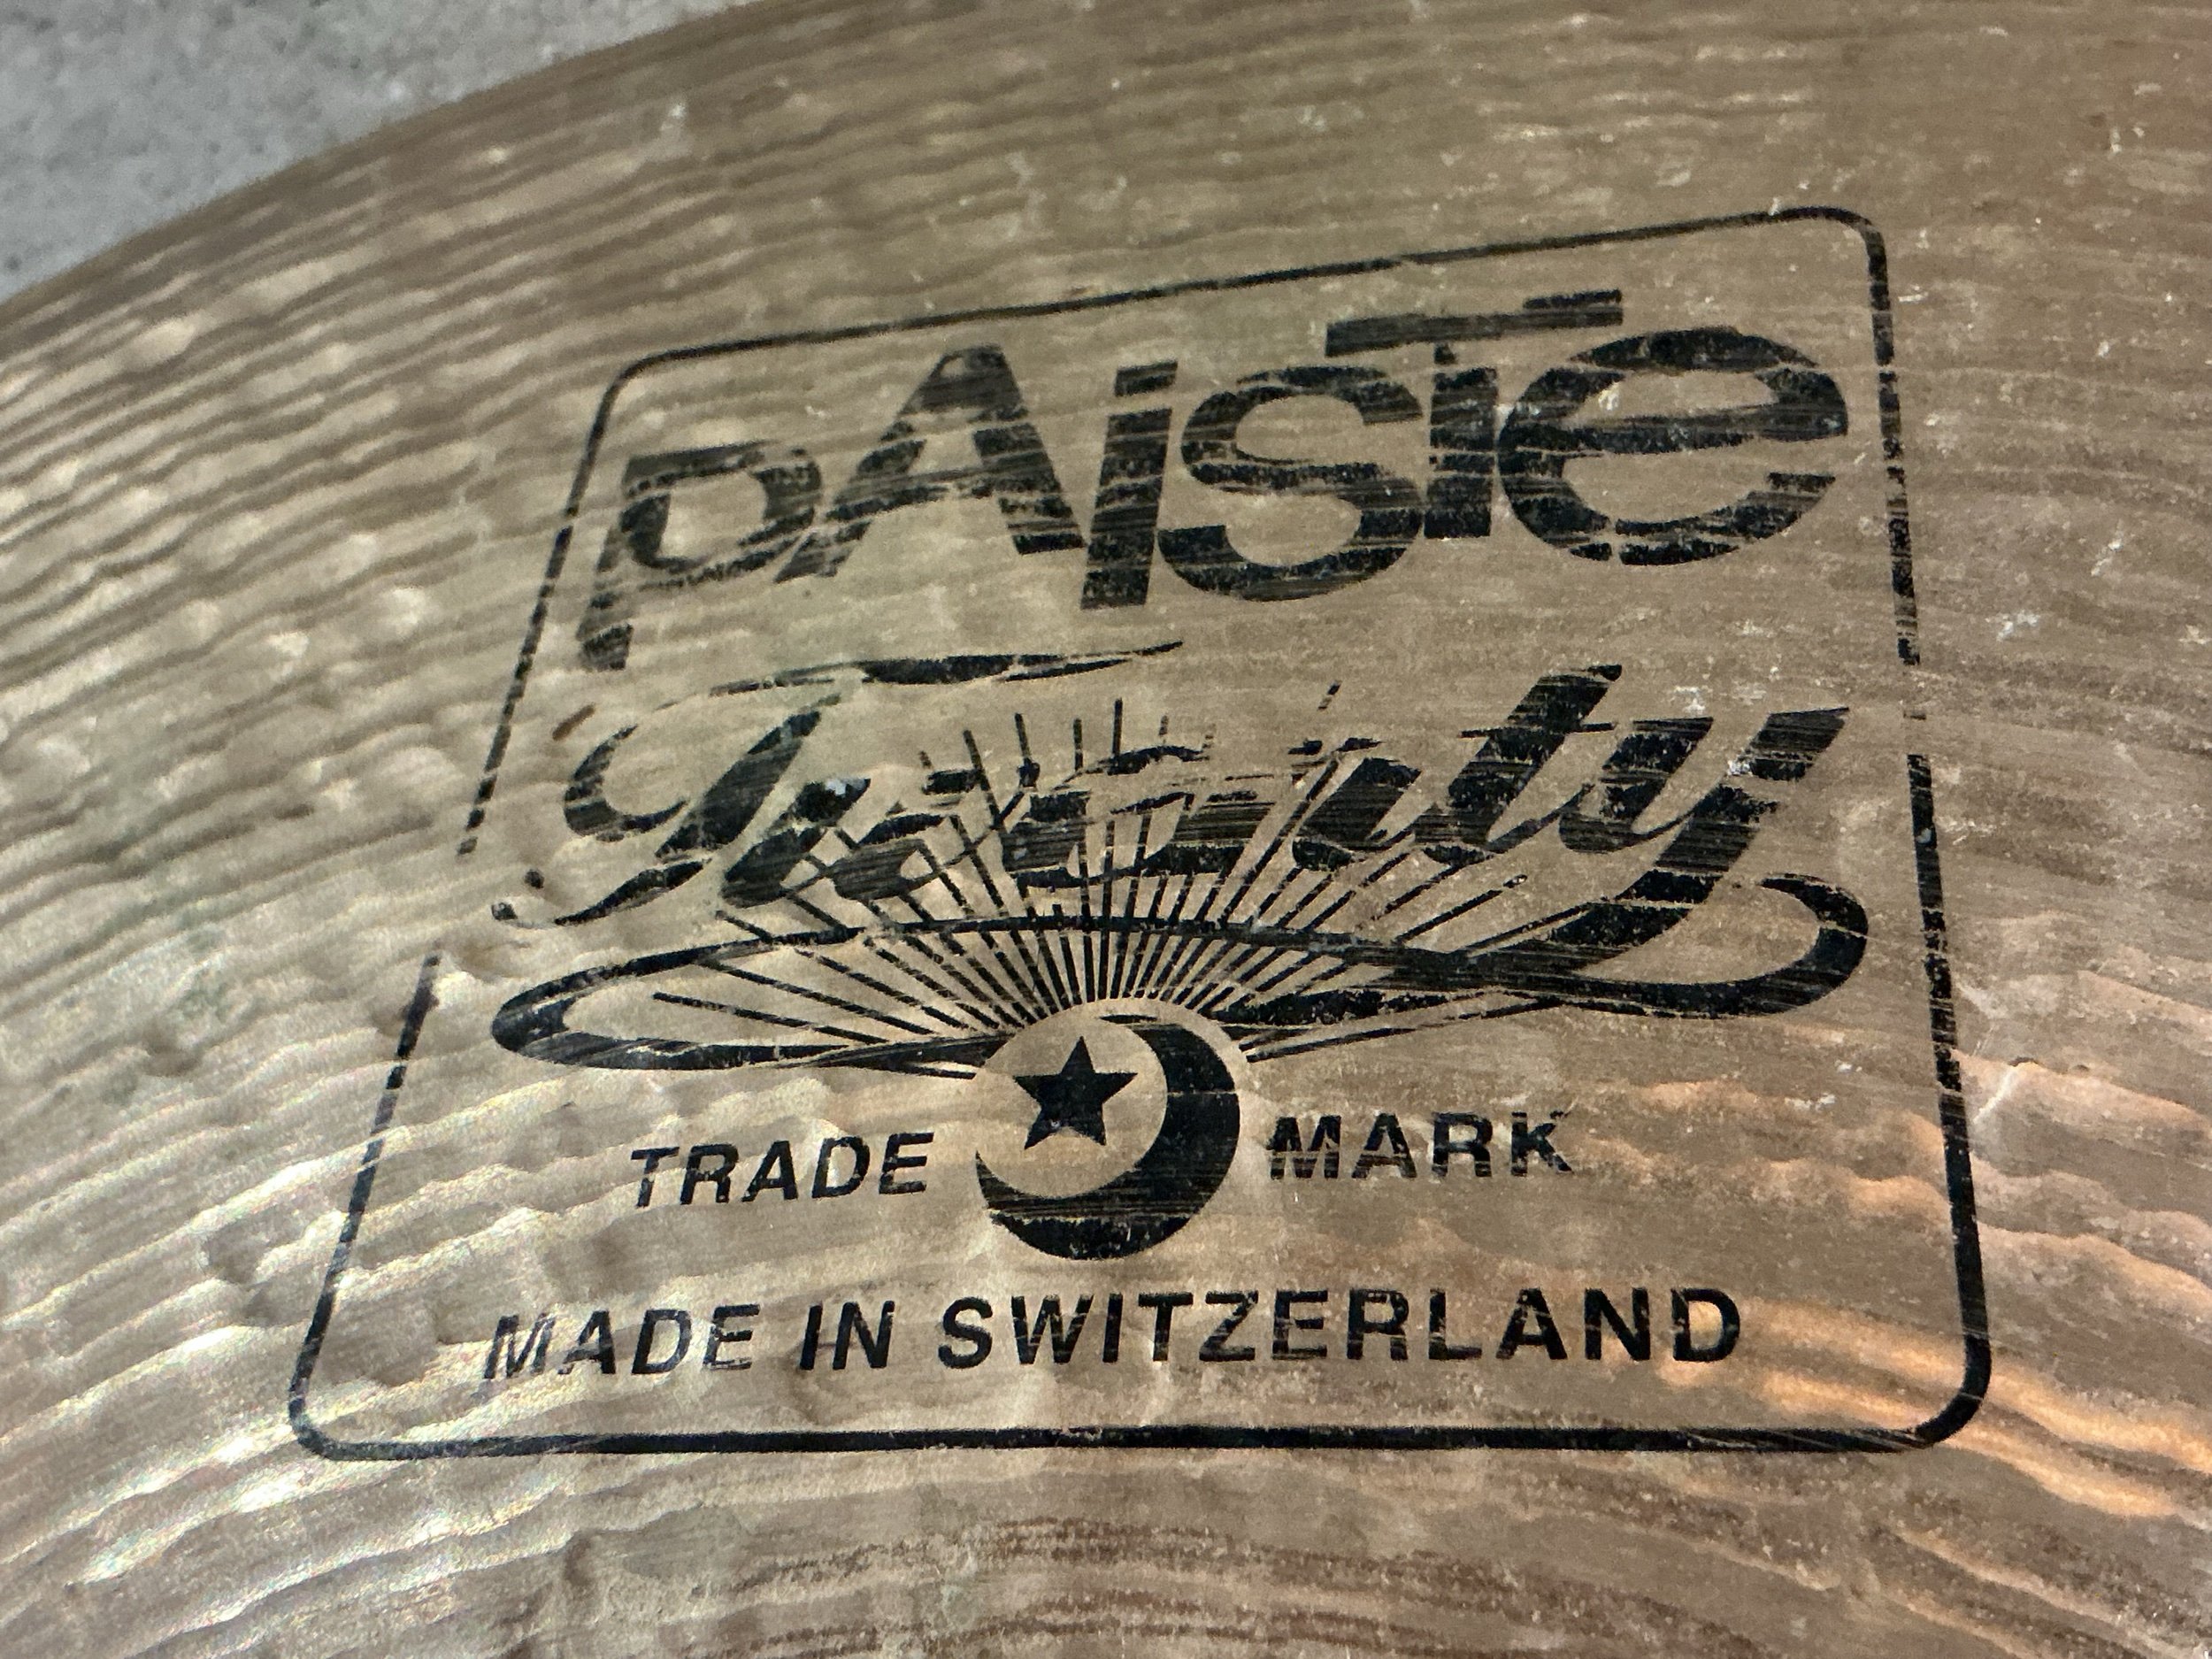 PAiSTe
Twenty
TRADE MARK
MADE IN SWITZERLAND